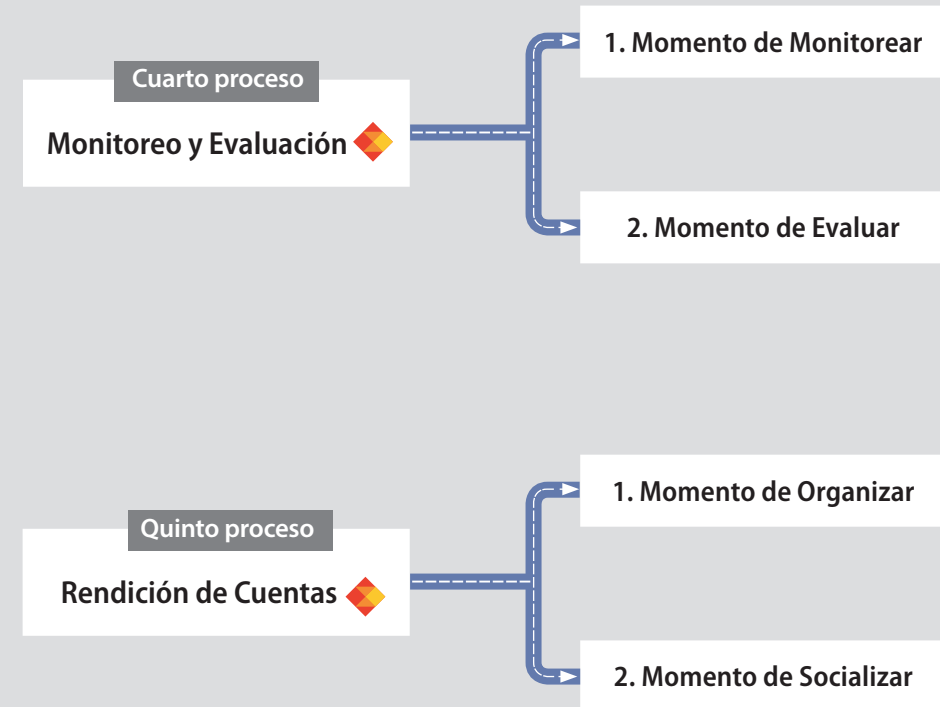 Cuarto proceso
Monitoreo y Evaluación
1. Momento de Monitorear
2. Momento de Evaluar
Quinto proceso
Rendición de Cuentas
1. Momento de Organizar
2. Momento de Socializar